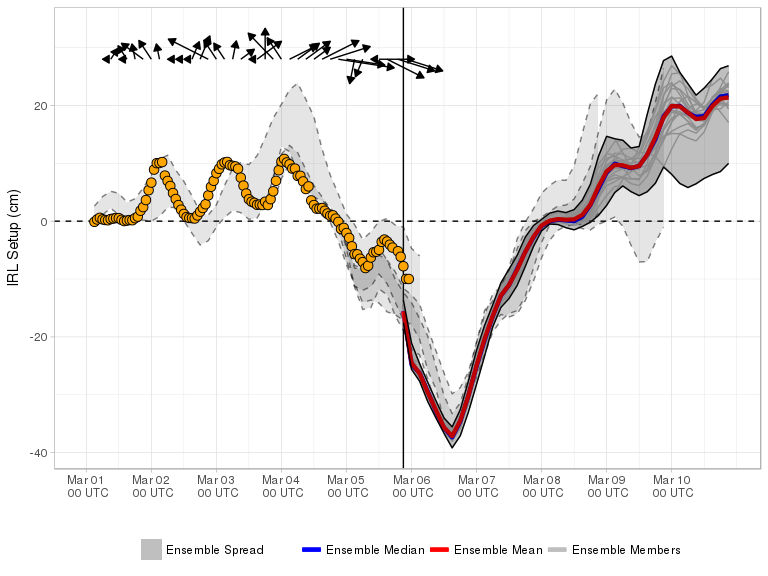 20
0
-20
-40
IRL Setup (cm)
Mar 01 Mar 02 Mar 03 Mar 04 Mar 05 Mar 06 Mar 07 Mar 08 Mar 09 Mar 10
00 UTC 00 UTC 00 UTC 00 UTC 00 UTC 00 UTC 00 UTC 00 UTC 00 UTC 00 UTC
Ensemble Spread Ensemble Median Ensemble Mean Ensemble Members